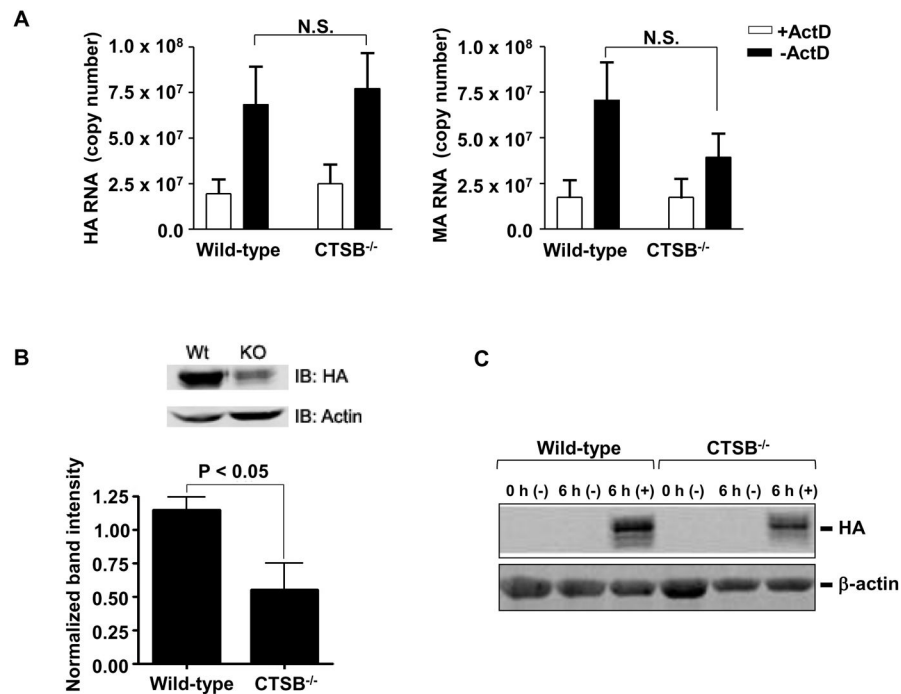 A
N.S.
1.0 x 10⁸
7.5 x 10⁷
5.0 x 10⁷
2.5 x 10⁷
0.0
HA RNA (copy number)
Wild-type CTSB-/-
N.S.
1.0 x 10⁸
7.5 x 10⁷
5.0 x 10⁷
2.5 x 10⁷
0.0
MA RNA (copy number)
Wild-type CTSB-/-
+ActD
-ActD
B
Wt KO
IB: HA
IB: Actin
P < 0.05
1.25
1.00
0.75
0.50
0.25
0.00
Normalized band intensity
Wild-type CTSB-/-
C
Wild-type CTSB-/-
0 h (-) 6 h (-) 6 h (+) 0 h (-) 6 h (-) 6 h (+)
HA
β-actin